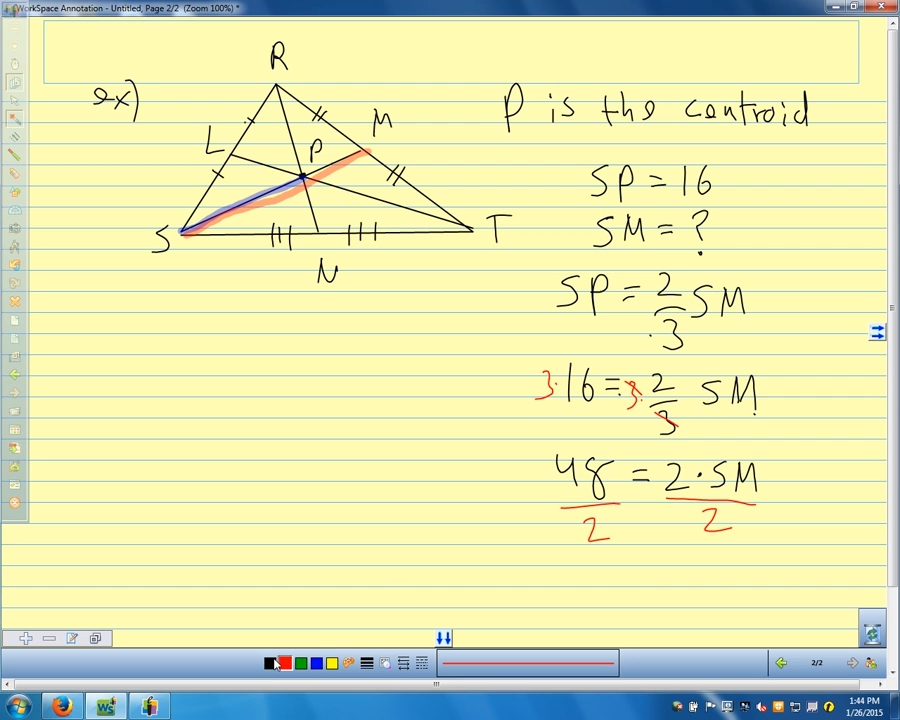 WorkSpace Annotation - Untitled, Page 2/2 (Zoom 100%) *
ex)
R
L
M
P
S
T
N
P is the centroid
SP = 16
SM = ?
SP = 2/3 SM
3·16 = 3·2/3 SM
48 = 2·SM
2 2
2/2
1:44 PM
1/26/2015